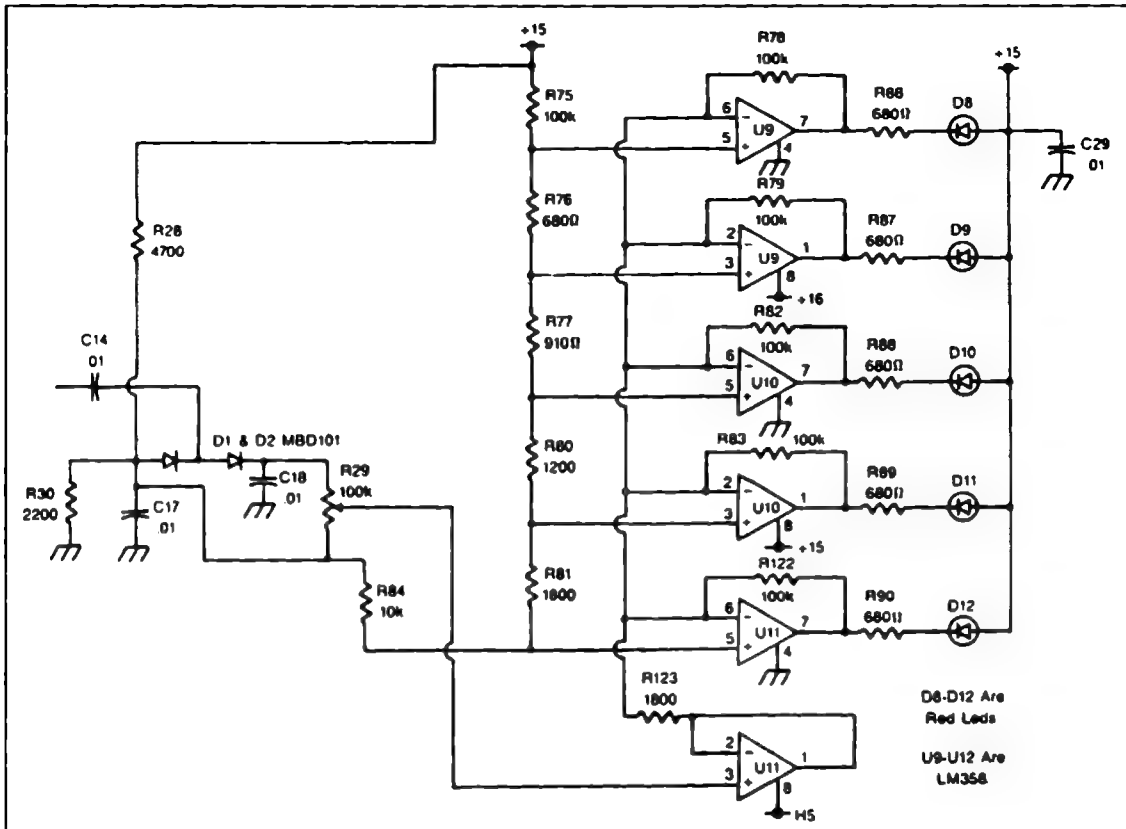 +15
R78
100k
+15
R75
100k
6
5
7
4
U9
R88
680Ω
D8
C29
01
R28
4700
R76
680Ω
R79
100k
2
3
1
8
U9
+16
R87
680Ω
D9
C14
01
R77
910Ω
R82
100k
6
5
7
4
U10
R88
680Ω
D10
D1 & D2 MBD101
R30
2200
C17
.01
C18
.01
R29
100k
R80
1200
R83
100k
2
3
1
8
U10
+15
R89
680Ω
D11
R84
10k
R81
1800
R122
100k
6
5
7
4
U11
R90
680Ω
D12
R123
1800
2
3
1
8
U11
H5
D8-D12 Are
Red Leds
U9-U12 Are
LM358